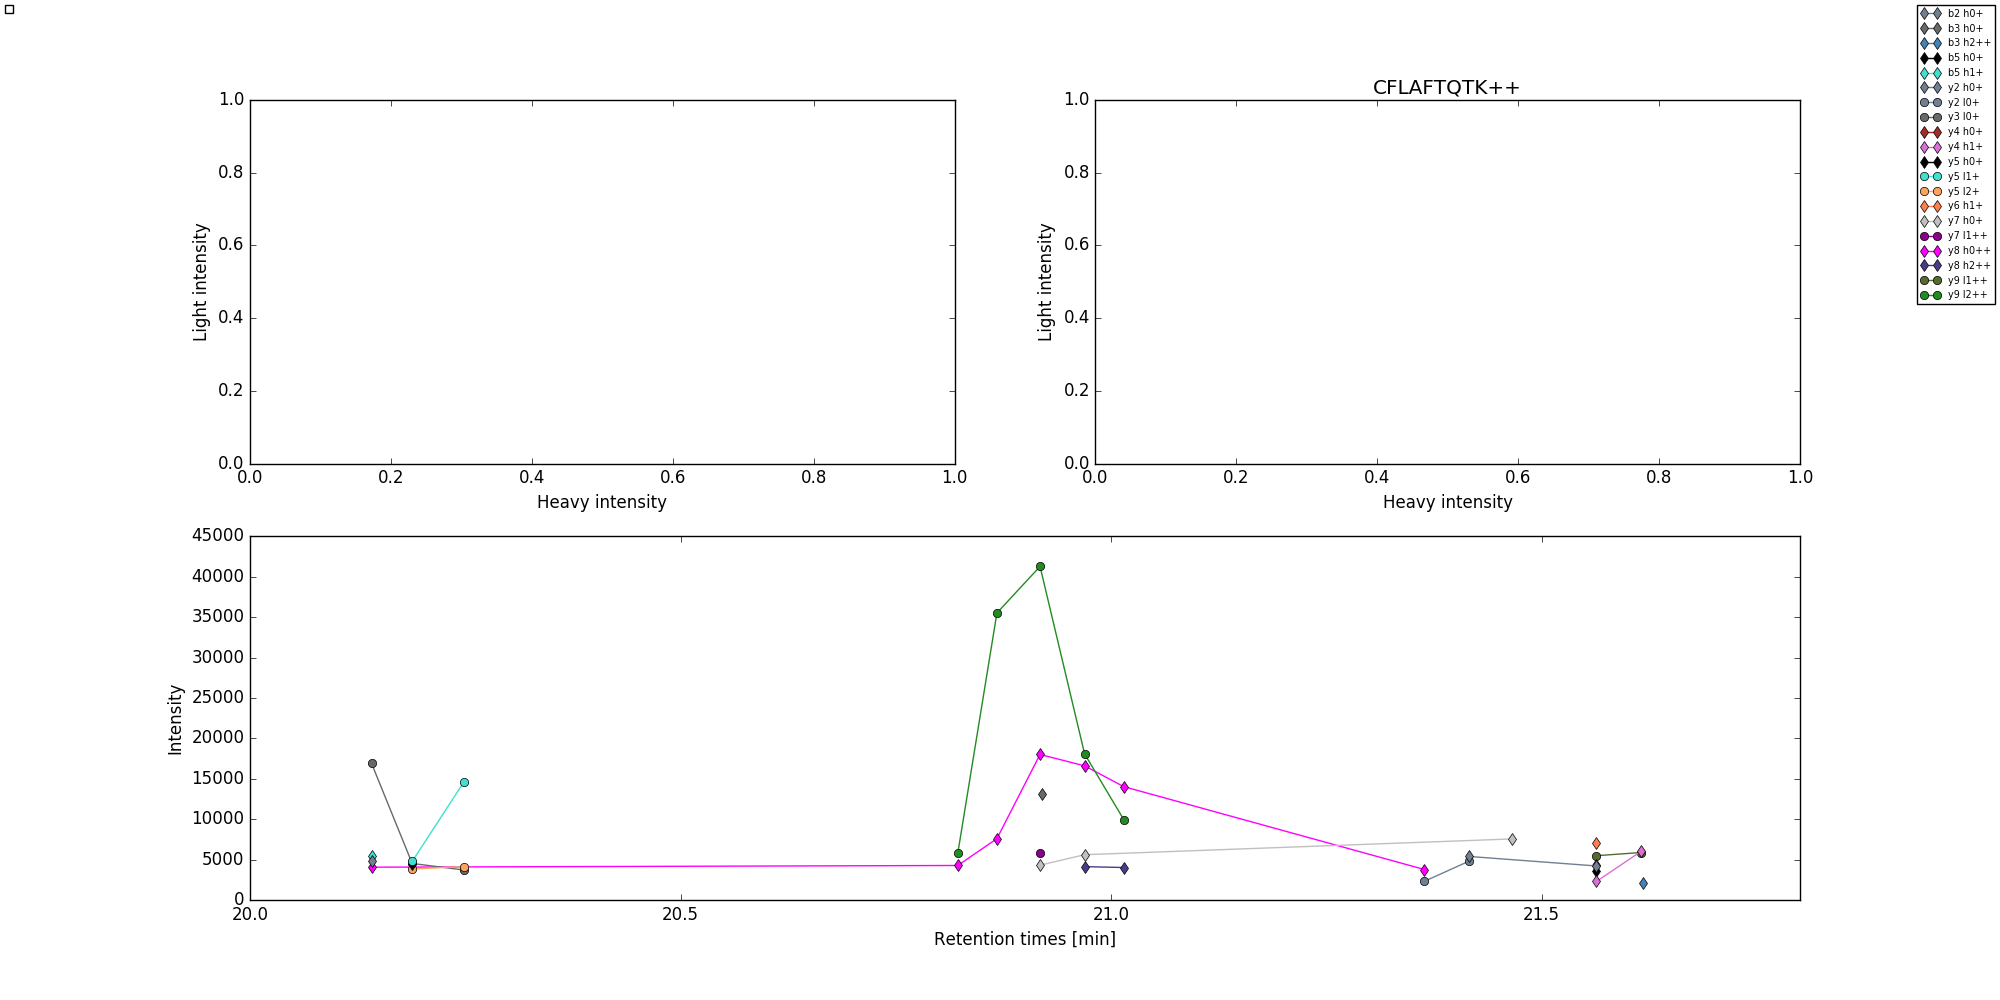 CFLAFTQTK++
1.0
0.8
0.6
0.4
0.2
0.0
Light intensity
0.0 0.2 0.4 0.6 0.8 1.0
Heavy intensity
1.0
0.8
0.6
0.4
0.2
0.0
Light intensity
0.0 0.2 0.4 0.6 0.8 1.0
Heavy intensity
45000
40000
35000
30000
25000
20000
15000
10000
5000
0
Intensity
20.0 20.5 21.0 21.5
Retention times [min]
b2 h0+
b3 h0+
b3 h2++
b5 h0+
b5 h1+
y2 h0+
y2 l0+
y3 l0+
y4 h0+
y4 h1+
y5 h0+
y5 l1+
y5 l2+
y6 h1+
y7 h0+
y7 l1++
y8 h0++
y8 h2++
y9 l1++
y9 l2++